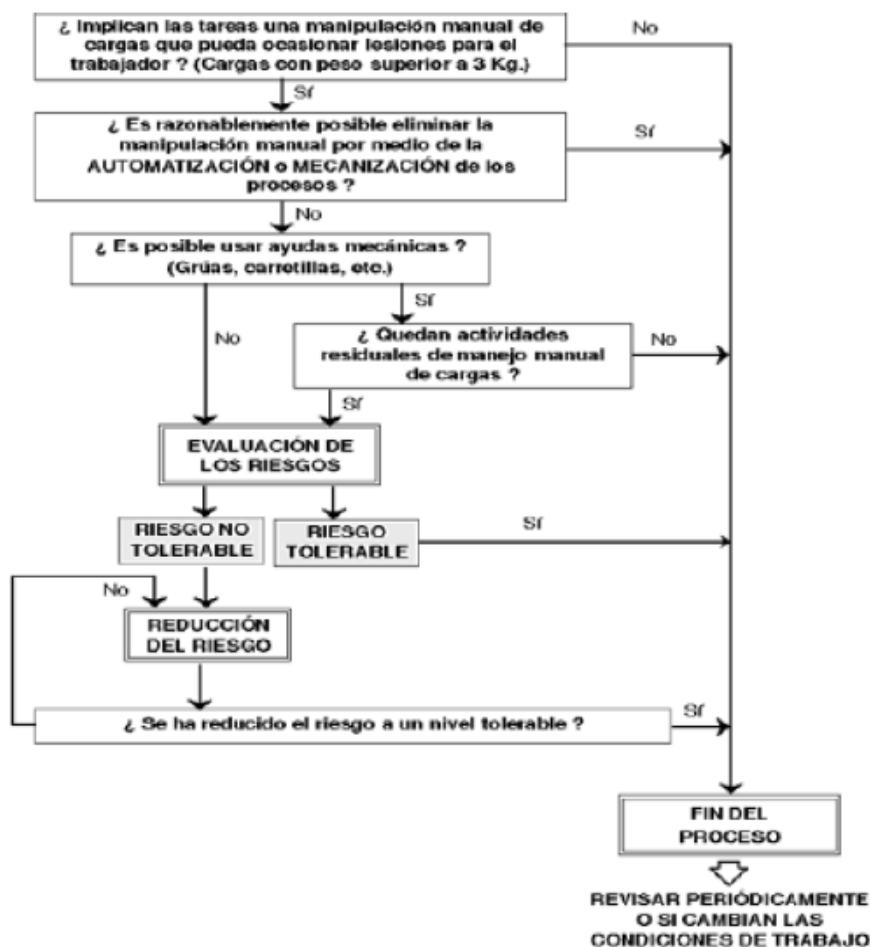 ¿ Implican las tareas una manipulación manual de
cargas que pueda ocasionar lesiones para el
trabajador ? (Cargas con peso superior a 3 Kg.)
No
Sí
¿ Es razonablemente posible eliminar la
manipulación manual por medio de la
AUTOMATIZACIÓN o MECANIZACIÓN de los
procesos ?
Sí
No
¿ Es posible usar ayudas mecánicas ?
(Grúas, carretillas, etc.)
Sí
No
¿ Quedan actividades
residuales de manejo manual
de cargas ?
No
Sí
EVALUACIÓN DE
LOS RIESGOS
RIESGO NO
TOLERABLE
RIESGO
TOLERABLE
Sí
No
REDUCCIÓN
DEL RIESGO
¿ Se ha reducido el riesgo a un nivel tolerable ?
Sí
FIN DEL
PROCESO
REVISAR PERIÓDICAMENTE
O SI CAMBIAN LAS
CONDICIONES DE TRABAJO